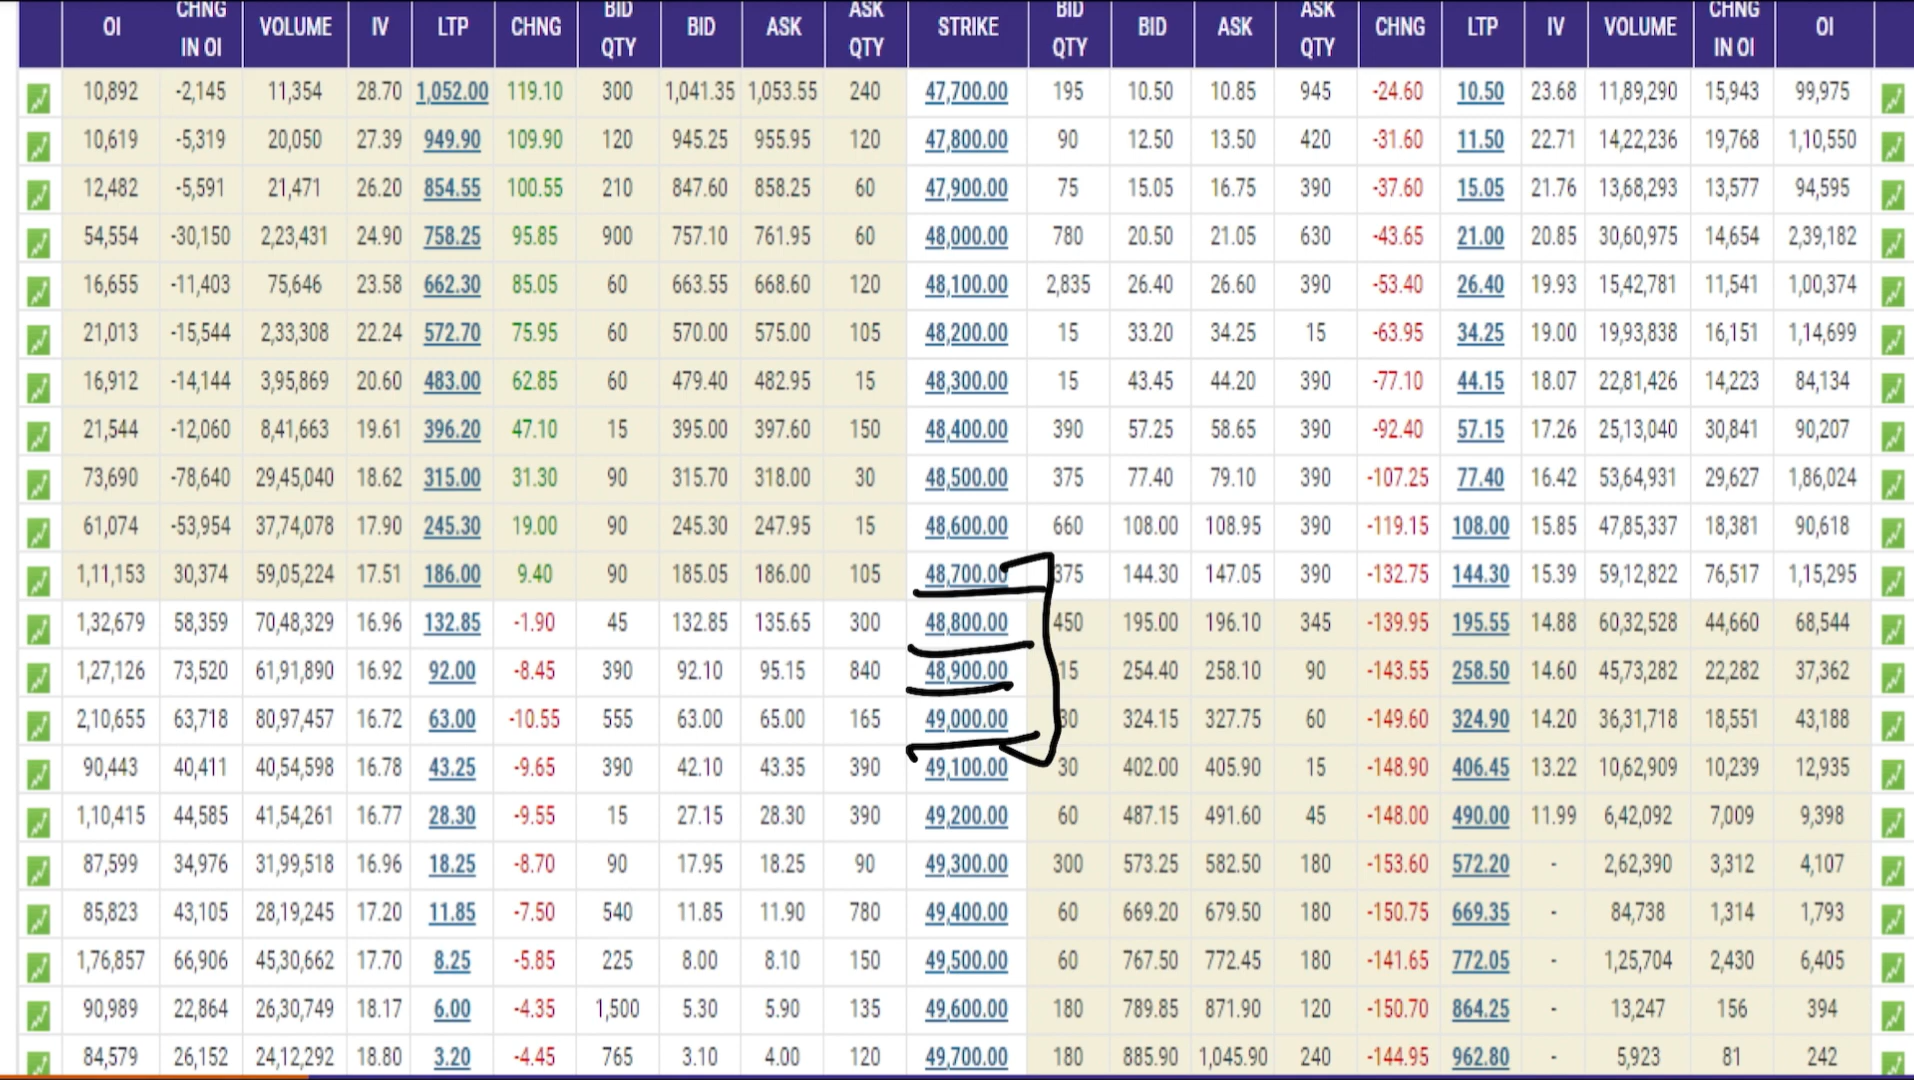 OI CHNG IN OI VOLUME IV LTP CHNG BID QTY BID ASK ASK QTY STRIKE BID QTY BID ASK ASK QTY CHNG LTP IV VOLUME CHNG IN OI OI
10,892 -2,145 11,354 28.70 1,052.00 119.10 300 1,041.35 1,053.55 240 47,700.00 195 10.50 10.85 945 -24.60 10.50 23.68 11,89,290 15,943 99,975
10,619 -5,319 20,050 27.39 949.90 109.90 120 945.25 955.95 120 47,800.00 90 12.50 13.50 420 -31.60 11.50 22.71 14,22,236 19,768 1,10,550
12,482 -5,591 21,471 26.20 854.55 100.55 210 847.60 858.25 60 47,900.00 75 15.05 16.75 390 -37.60 15.05 21.76 13,68,293 13,577 94,595
54,554 -30,150 2,23,431 24.90 758.25 95.85 900 757.10 761.95 60 48,000.00 780 20.50 21.05 630 -43.65 21.00 20.85 30,60,975 14,654 2,39,182
16,655 -11,403 75,646 23.58 662.30 85.05 60 663.55 668.60 120 48,100.00 2,835 26.40 26.60 390 -53.40 26.40 19.93 15,42,781 11,541 1,00,374
21,013 -15,544 2,33,308 22.24 572.70 75.95 60 570.00 575.00 105 48,200.00 15 33.20 34.25 15 -63.95 34.25 19.00 19,93,838 16,151 1,14,699
16,912 -14,144 3,95,869 20.60 483.00 62.85 60 479.40 482.95 15 48,300.00 15 43.45 44.20 390 -77.10 44.15 18.07 22,81,426 14,223 84,134
21,544 -12,060 8,41,663 19.61 396.20 47.10 15 395.00 397.60 150 48,400.00 390 57.25 58.65 390 -92.40 57.15 17.26 25,13,040 30,841 90,207
73,690 -78,640 29,45,040 18.62 315.00 31.30 90 315.70 318.00 30 48,500.00 375 77.40 79.10 390 -107.25 77.40 16.42 53,64,931 29,627 1,86,024
61,074 -53,954 37,74,078 17.90 245.30 19.00 90 245.30 247.95 15 48,600.00 660 108.00 108.95 390 -119.15 108.00 15.85 47,85,337 18,381 90,618
1,11,153 30,374 59,05,224 17.51 186.00 9.40 90 185.05 186.00 105 48,700.00 375 144.30 147.05 390 -132.75 144.30 15.39 59,12,822 76,517 1,15,295
1,32,679 58,359 70,48,329 16.96 132.85 -1.90 45 132.85 135.65 300 48,800.00 450 195.00 196.10 345 -139.95 195.55 14.88 60,32,528 44,660 68,544
1,27,126 73,520 61,91,890 16.92 92.00 -8.45 390 92.10 95.15 840 48,900.00 15 254.40 258.10 90 -143.55 258.50 14.60 45,73,282 22,282 37,362
2,10,655 63,718 80,97,457 16.72 63.00 -10.55 555 63.00 65.00 165 49,000.00 30 324.15 327.75 60 -149.60 324.90 14.20 36,31,718 18,551 43,188
90,443 40,411 40,54,598 16.78 43.25 -9.65 390 42.10 43.35 390 49,100.00 30 402.00 405.90 15 -148.90 406.45 13.22 10,62,909 10,239 12,935
1,10,415 44,585 41,54,261 16.77 28.30 -9.55 15 27.15 28.30 390 49,200.00 60 487.15 491.60 45 -148.00 490.00 11.99 6,42,092 7,009 9,398
87,599 34,976 31,99,518 16.96 18.25 -8.70 90 17.95 18.25 90 49,300.00 300 573.25 582.50 180 -153.60 572.20 - 2,62,390 3,312 4,107
85,823 43,105 28,19,245 17.20 11.85 -7.50 540 11.85 11.90 780 49,400.00 60 669.20 679.50 180 -150.75 669.35 - 84,738 1,314 1,793
1,76,857 66,906 45,30,662 17.70 8.25 -5.85 225 8.00 8.10 150 49,500.00 60 767.50 772.45 180 -141.65 772.05 - 1,25,704 2,430 6,405
90,989 22,864 26,30,749 18.17 6.00 -4.35 1,500 5.30 5.90 135 49,600.00 180 789.85 871.90 120 -150.70 864.25 - 13,247 156 394
84,579 26,152 24,12,292 18.80 3.20 -4.45 765 3.10 4.00 120 49,700.00 180 885.90 1,045.90 240 -144.95 962.80 - 5,923 81 242